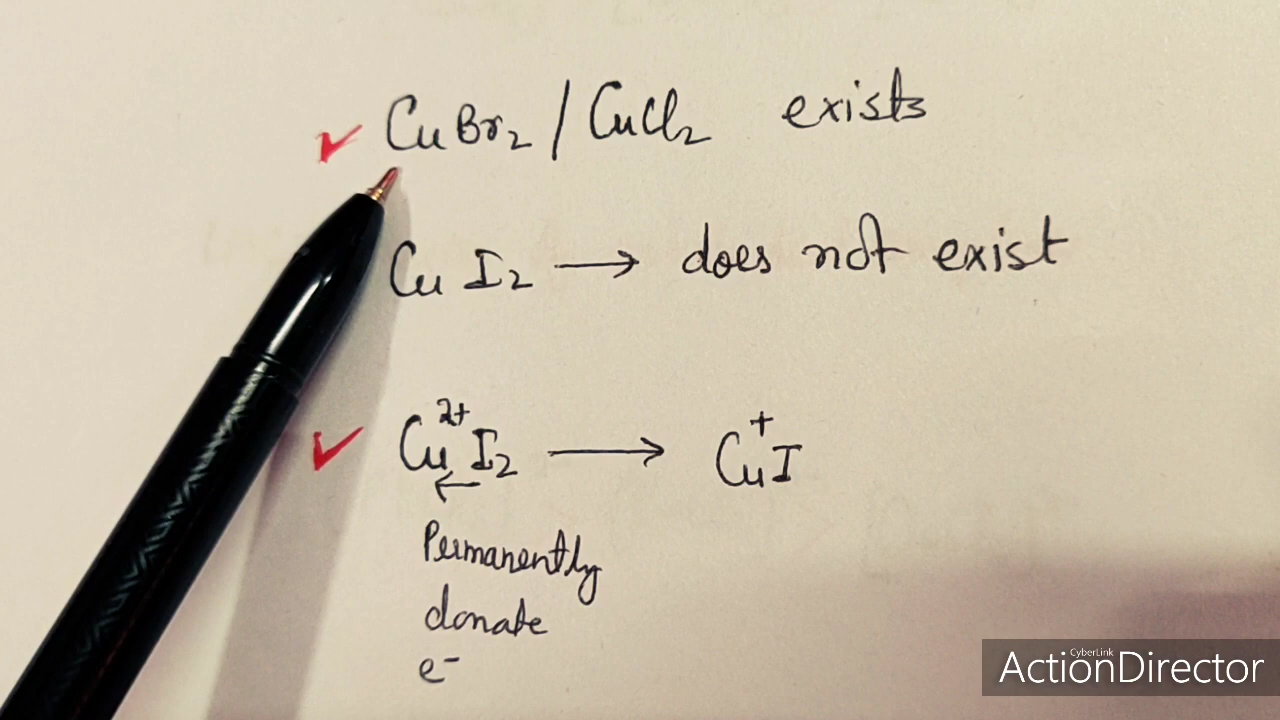 ✓ CuBr₂ / CuCl₂ exists
CuI₂ → does not exist
✓ Cu²⁺I₂ → Cu⁺I
←
Permanently
donate
e⁻
CyberLink
ActionDirector